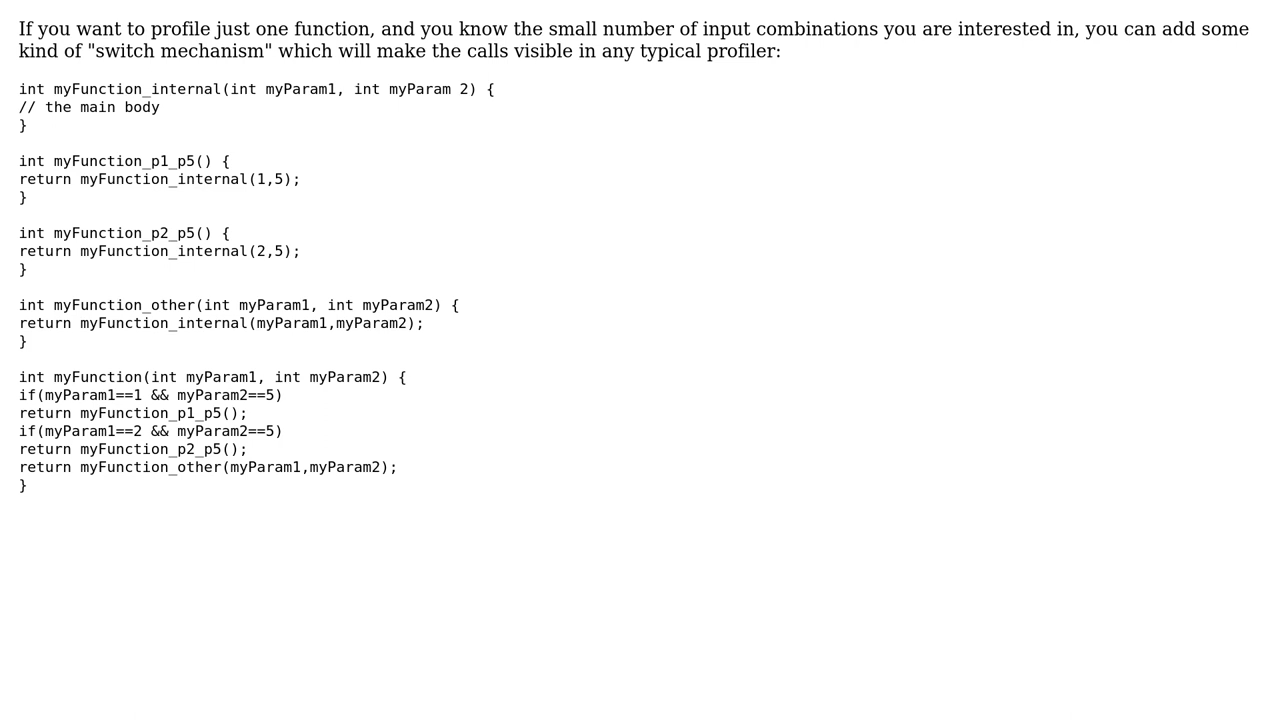 If you want to profile just one function, and you know the small number of input combinations you are interested in, you can add some
kind of "switch mechanism" which will make the calls visible in any typical profiler:
int myFunction_internal(int myParam1, int myParam 2) {
// the main body
}
int myFunction_p1_p5() {
return myFunction_internal(1,5);
}
int myFunction_p2_p5() {
return myFunction_internal(2,5);
}
int myFunction_other(int myParam1, int myParam2) {
return myFunction_internal(myParam1,myParam2);
}
int myFunction(int myParam1, int myParam2) {
if(myParam1==1 && myParam2==5)
return myFunction_p1_p5();
if(myParam1==2 && myParam2==5)
return myFunction_p2_p5();
return myFunction_other(myParam1,myParam2);
}